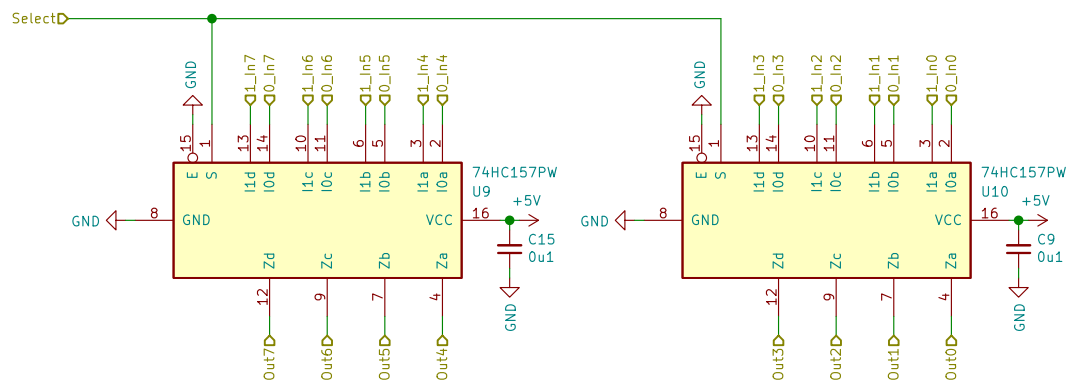 Select
GND
1_In7
0_In7
1_In6
0_In6
1_In5
0_In5
1_In4
0_In4
GND
1_In3
0_In3
1_In2
0_In2
1_In1
0_In1
1_In0
0_In0
15
1
13
14
10
11
6
5
3
2
15
1
13
14
10
11
6
5
3
2
E
S
I1d
I0d
I1c
I0c
I1b
I0b
I1a
I0a
74HC157PW
U9
E
S
I1d
I0d
I1c
I0c
I1b
I0b
I1a
I0a
74HC157PW
U10
GND
8
GND
VCC
16
+5V
GND
8
GND
VCC
16
+5V
C15
0u1
C9
0u1
Zd
Zc
Zb
Za
Zd
Zc
Zb
Za
12
9
7
4
GND
12
9
7
4
GND
Out7
Out6
Out5
Out4
Out3
Out2
Out1
Out0